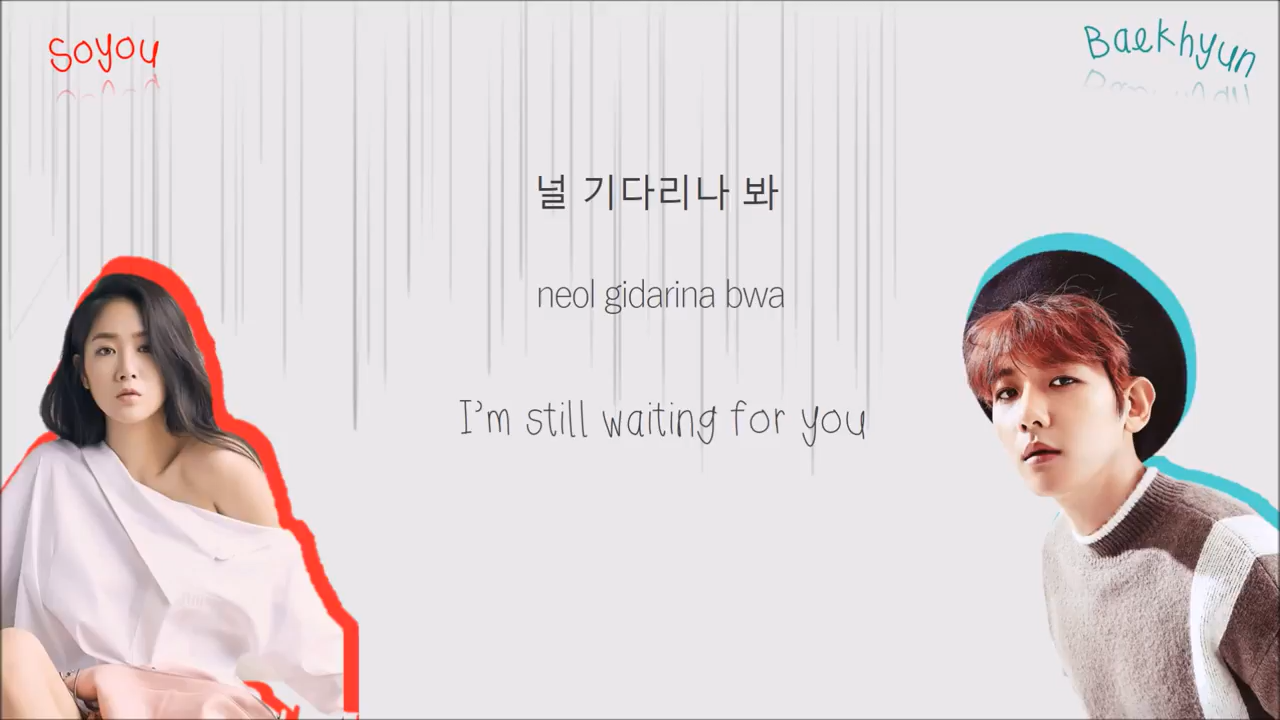 Soyou
Baekhyun
널 기다리나 봐
neol gidarina bwa
I'm still waiting for you